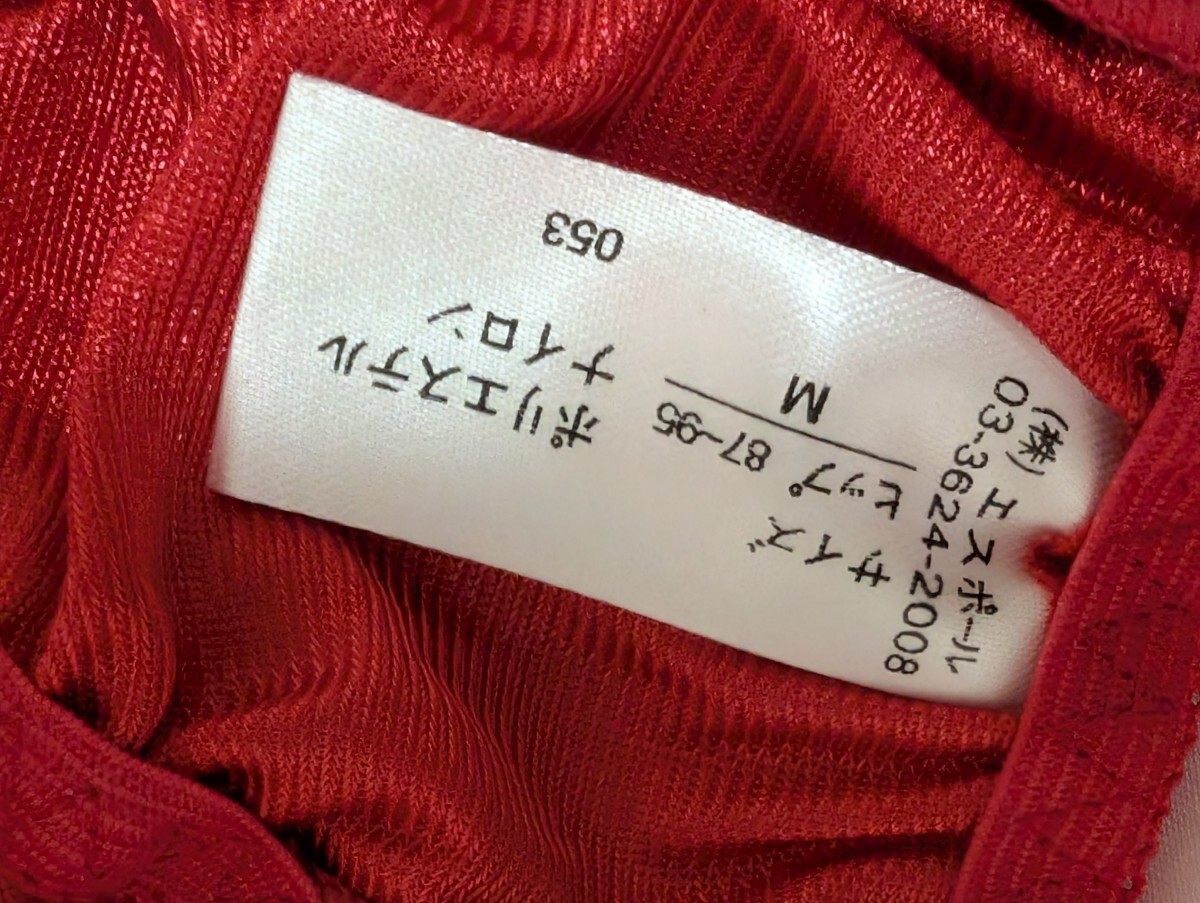 (株)エスポール
03-3624-2008
サイズ
ヒップ 87-95
M
ポリエステル
ナイロン
053